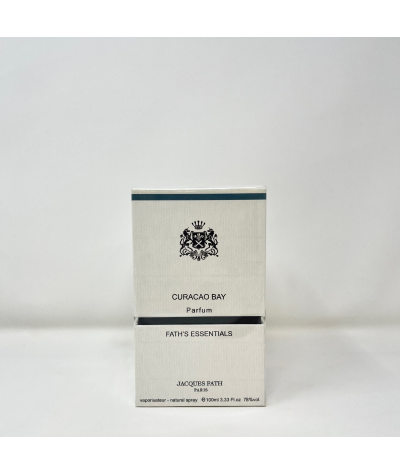 CURACAO BAY
Parfum
FATH'S ESSENTIALS
JACQUES FATH
PARIS
vaporisateur - natural spray ℮100ml 3.33 Fl.oz 78%vol.